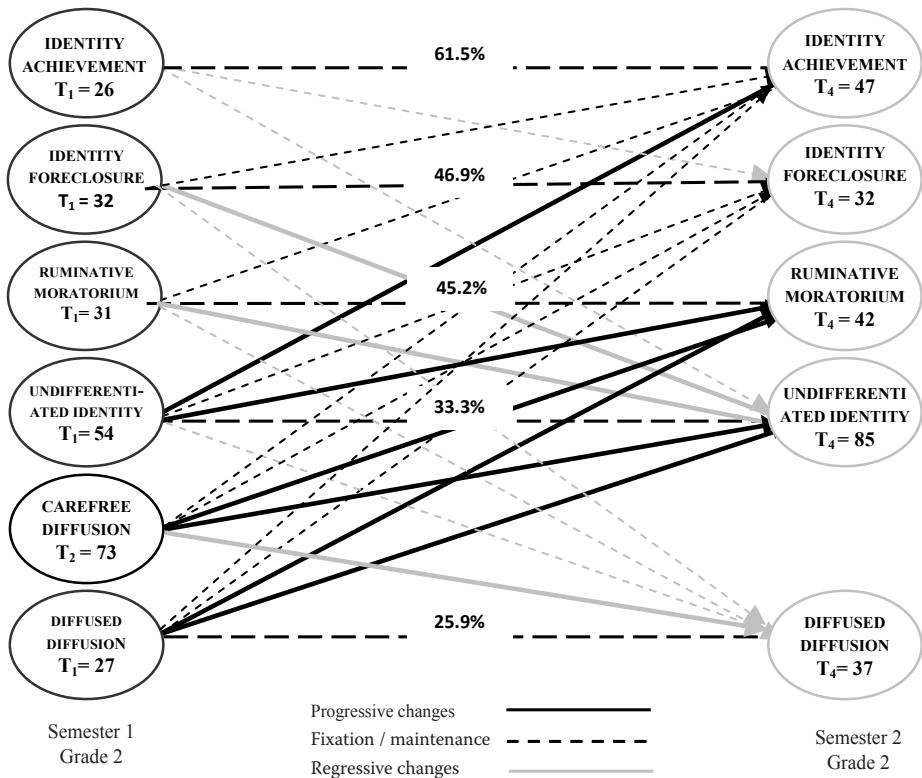 IDENTITY
ACHIEVEMENT
T1 = 26
61.5%
IDENTITY
ACHIEVEMENT
T4 = 47
IDENTITY
FORECLOSURE
T1 = 32
46.9%
IDENTITY
FORECLOSURE
T4 = 32
RUMINATIVE
MORATORIUM
T1= 31
45.2%
RUMINATIVE
MORATORIUM
T4 = 42
UNDIFFERENTI-
ATED IDENTITY
T1= 54
33.3%
UNDIFFERENTI
ATED IDENTITY
T4 = 85
CAREFREE
DIFFUSION
T2 = 73
DIFFUSED
DIFFUSION
T1= 27
25.9%
DIFFUSED
DIFFUSION
T4= 37
Semester 1
Grade 2
Progressive changes
Fixation / maintenance
Regressive changes
Semester 2
Grade 2